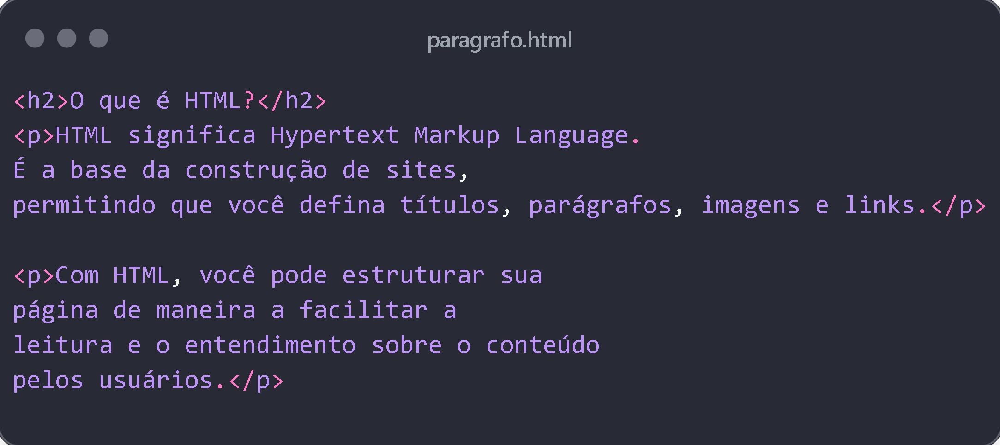 paragrafo.html
<h2>O que é HTML?</h2>
<p>HTML significa Hypertext Markup Language.
É a base da construção de sites,
permitindo que você defina títulos, parágrafos, imagens e links.</p>
<p>Com HTML, você pode estruturar sua
página de maneira a facilitar a
leitura e o entendimento sobre o conteúdo
pelos usuários.</p>